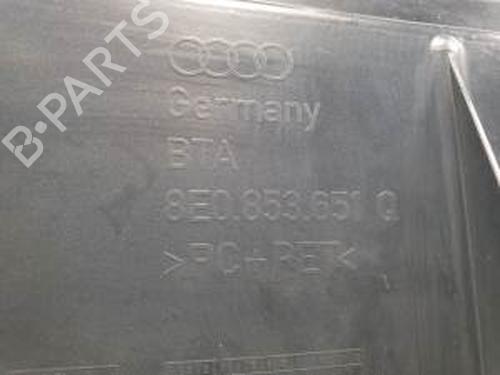 B-PARTS
Germany
BTA
8E0.853.651 Q
>PC+PET<